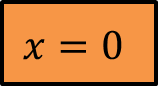 x = 0